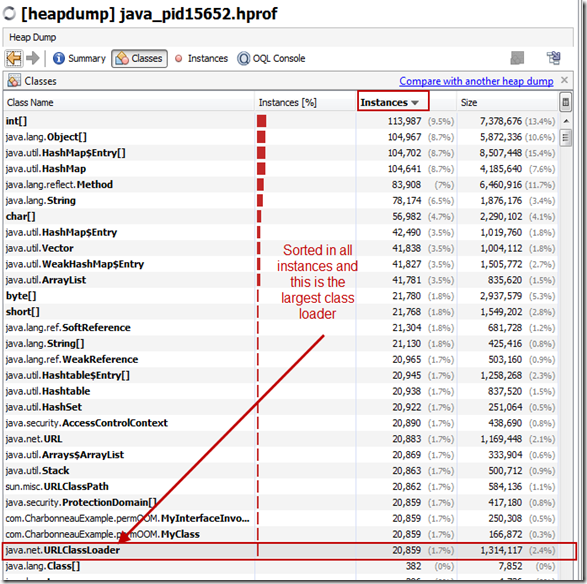 [heapdump] java_pid15652.hprof
Heap Dump
Summary Classes Instances OQL Console
Classes Compare with another heap dump
Class Name Instances [%] Instances Size
int[] 113,987 (9.5%) 7,378,676 (13.4%)
java.lang.Object[] 104,967 (8.7%) 5,872,336 (10.6%)
java.util.HashMap$Entry[] 104,702 (8.7%) 8,507,448 (15.4%)
java.util.HashMap 104,641 (8.7%) 4,185,640 (7.6%)
java.lang.reflect.Method 83,908 (7%) 6,460,916 (11.7%)
java.lang.String 78,174 (6.5%) 1,876,176 (3.4%)
char[] 56,982 (4.7%) 2,290,102 (4.1%)
java.util.HashMap$Entry 42,490 (3.5%) 1,019,760 (1.8%)
java.util.Vector 41,838 (3.5%) 1,004,112 (1.8%)
java.util.WeakHashMap$Entry 41,827 (3.5%) 1,505,772 (2.7%)
java.util.ArrayList 41,781 (3.5%) 835,620 (1.5%)
byte[] 21,780 (1.8%) 2,937,579 (5.3%)
short[] 21,768 (1.8%) 1,549,202 (2.8%)
java.lang.ref.SoftReference 21,304 (1.8%) 681,728 (1.2%)
java.lang.String[] 21,130 (1.8%) 425,416 (0.8%)
java.lang.ref.WeakReference 20,965 (1.7%) 503,160 (0.9%)
java.util.Hashtable$Entry[] 20,945 (1.7%) 1,258,268 (2.3%)
java.util.Hashtable 20,938 (1.7%) 837,520 (1.5%)
java.util.HashSet 20,922 (1.7%) 251,064 (0.5%)
java.security.AccessControlContext 20,890 (1.7%) 438,690 (0.8%)
java.net.URL 20,883 (1.7%) 1,169,448 (2.1%)
java.util.Arrays$ArrayList 20,869 (1.7%) 333,904 (0.6%)
java.util.Stack 20,863 (1.7%) 500,712 (0.9%)
sun.misc.URLClassPath 20,862 (1.7%) 584,136 (1.1%)
java.security.ProtectionDomain[] 20,859 (1.7%) 417,180 (0.8%)
com.CharbonneauExample.permOOM.MyInterfaceInvo... 20,859 (1.7%) 250,308 (0.5%)
com.CharbonneauExample.permOOM.MyClass 20,859 (1.7%) 166,872 (0.3%)
java.net.URLClassLoader 20,859 (1.7%) 1,314,117 (2.4%)
java.lang.Class[] 382 (0%) 7,852 (0%)
Sorted in all
instances and
this is the
largest class
loader